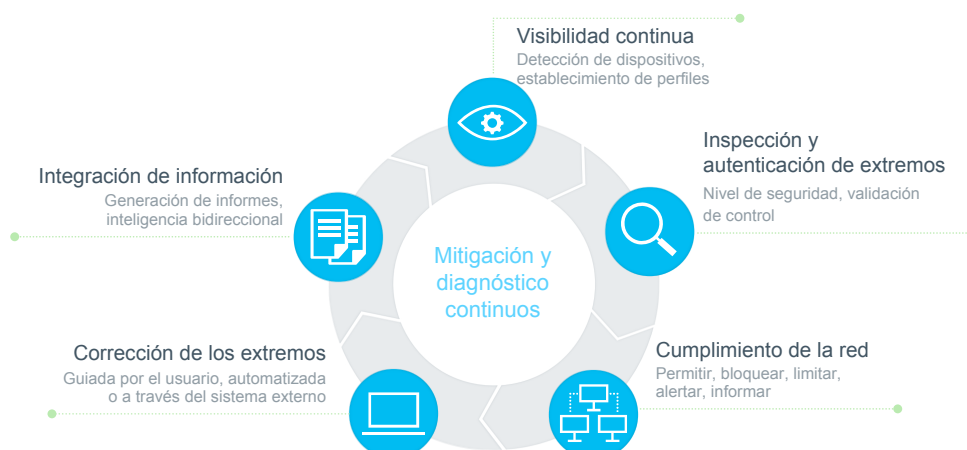 Visibilidad continua
Detección de dispositivos,
establecimiento de perfiles
Inspección y
autenticación de extremos
Nivel de seguridad, validación
de control
Cumplimiento de la red
Permitir, bloquear, limitar,
alertar, informar
Corrección de los extremos
Guiada por el usuario, automatizada
o a través del sistema externo
Integración de información
Generación de informes,
inteligencia bidireccional
Mitigación y
diagnóstico
continuos